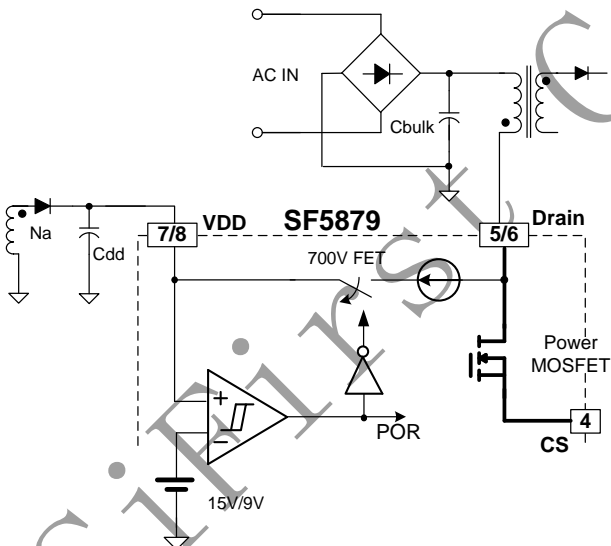 AC IN
Cbulk
Na
Cdd
7/8
VDD
SF5879
5/6
Drain
700V FET
Power
MOSFET
+
−
POR
4
CS
15V/9V
SiFirst C